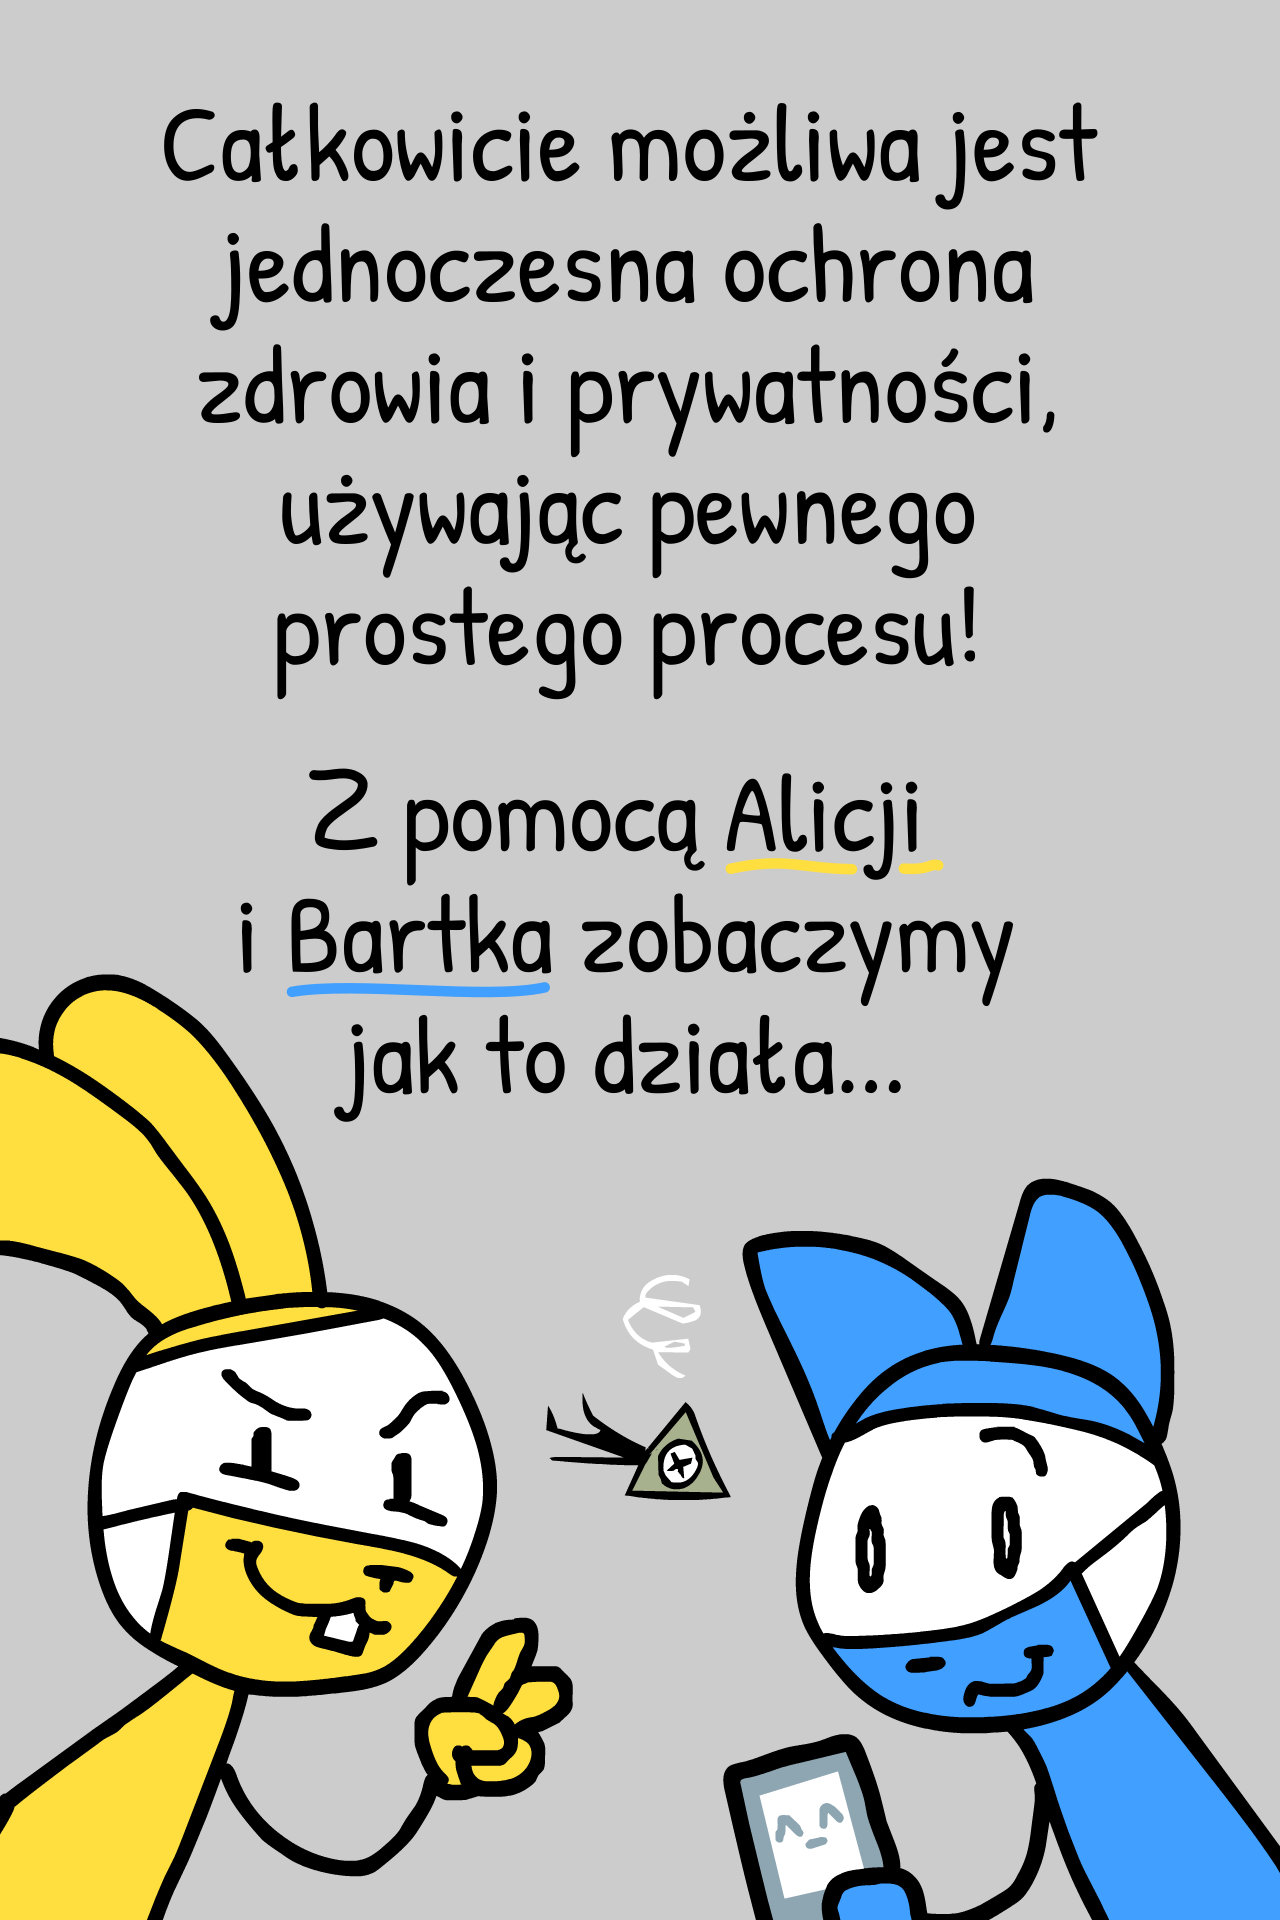 Całkowicie możliwa jest
jednoczesna ochrona
zdrowia i prywatności,
używając pewnego
prostego procesu!
Z pomocą Alicji
i Bartka zobaczymy
jak to działa...